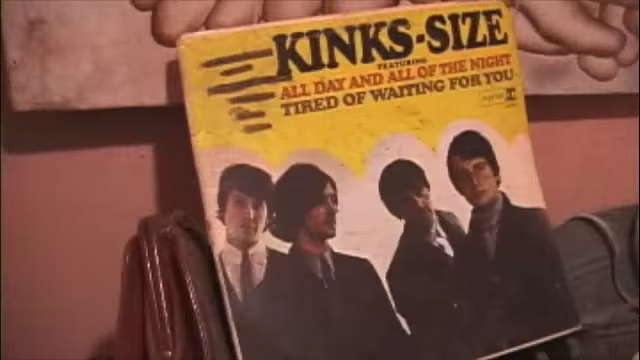 KINKS-SIZE
FEATURING
ALL DAY AND ALL OF THE NIGHT
TIRED OF WAITING FOR YOU